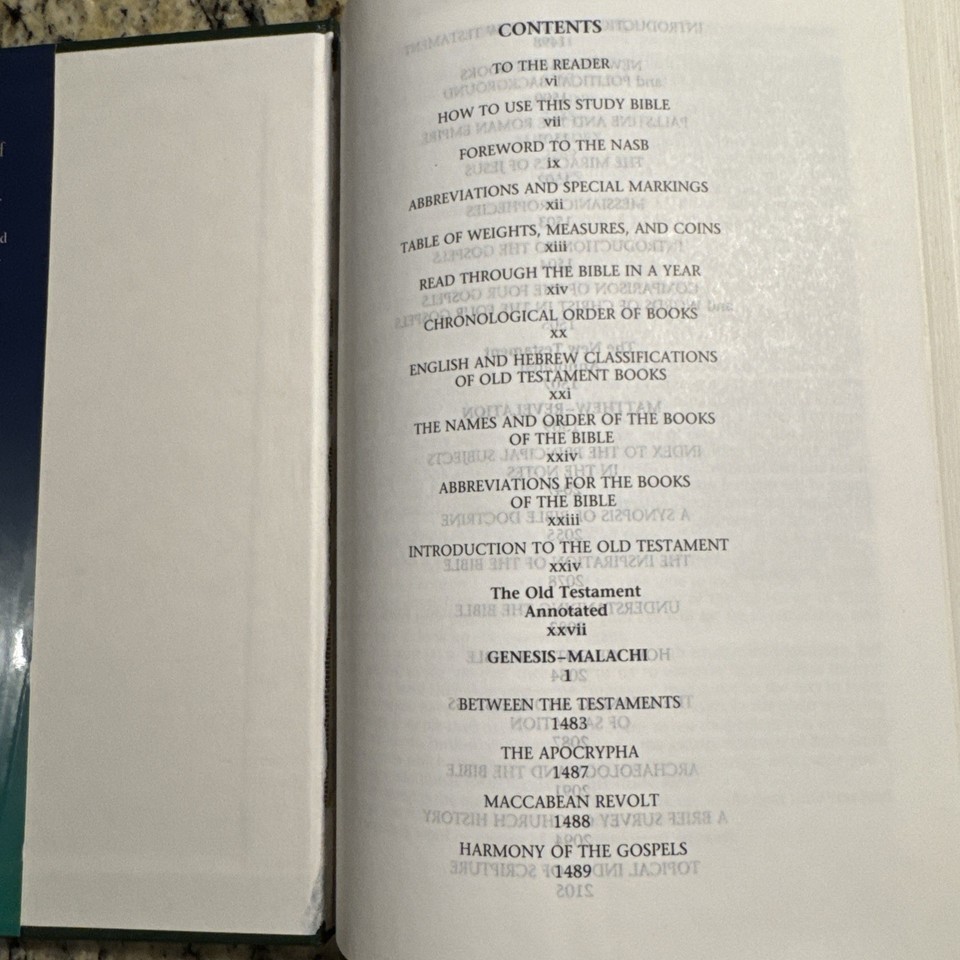 CONTENTS
TO THE READER
vi
HOW TO USE THIS STUDY BIBLE
vii
FOREWORD TO THE NASB
ix
ABBREVIATIONS AND SPECIAL MARKINGS
xii
TABLE OF WEIGHTS, MEASURES, AND COINS
xiii
READ THROUGH THE BIBLE IN A YEAR
xiv
CHRONOLOGICAL ORDER OF BOOKS
xx
ENGLISH AND HEBREW CLASSIFICATIONS
OF OLD TESTAMENT BOOKS
xxi
THE NAMES AND ORDER OF THE BOOKS
OF THE BIBLE
xxiv
ABBREVIATIONS FOR THE BOOKS
OF THE BIBLE
xxiii
INTRODUCTION TO THE OLD TESTAMENT
xxiv
The Old Testament
Annotated
xxvii
GENESIS–MALACHI
1
BETWEEN THE TESTAMENTS
1483
THE APOCRYPHA
1487
MACCABEAN REVOLT
1488
HARMONY OF THE GOSPELS
1489